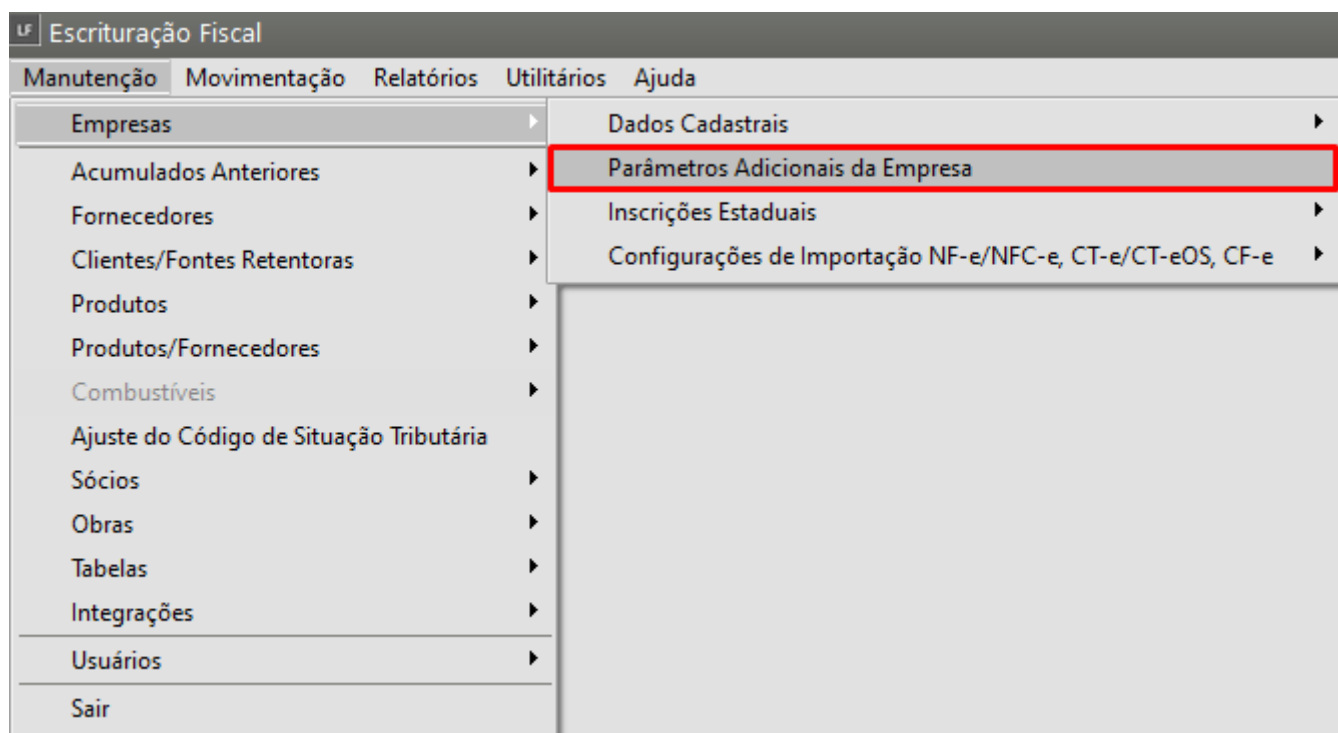 LF Escrituração Fiscal
Manutenção Movimentação Relatórios Utilitários Ajuda
Empresas
Acumulados Anteriores
Fornecedores
Clientes/Fontes Retentoras
Produtos
Produtos/Fornecedores
Combustíveis
Ajuste do Código de Situação Tributária
Sócios
Obras
Tabelas
Integrações
Usuários
Sair
Dados Cadastrais
Parâmetros Adicionais da Empresa
Inscrições Estaduais
Configurações de Importação NF-e/NFC-e, CT-e/CT-eOS, CF-e